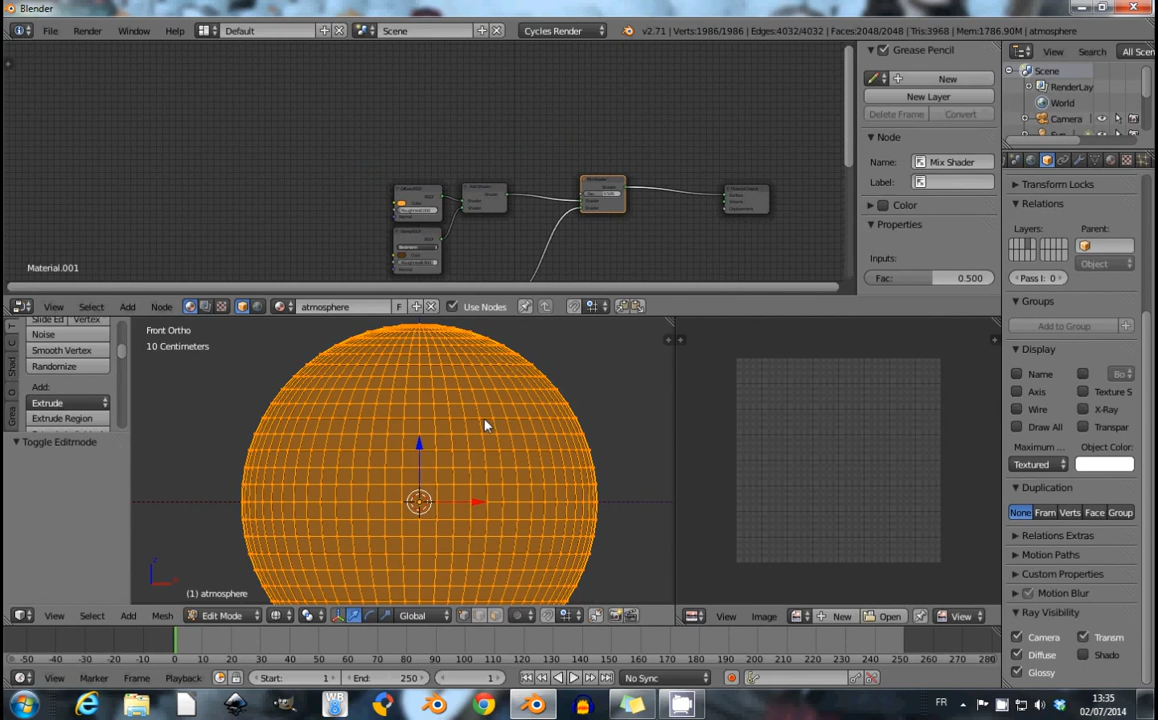 Blender
File Render Window Help Default Scene Cycles Render v2.71 | Verts:1986/1986 | Edges:4032/4032 | Faces:2048/2048 | Tris:3968 | Mem:1786.90M | atmosphere
View Search All Scen
Scene
RenderLay
World
Camera
Grease Pencil
New
New Layer
Delete Frame Convert
Node
Name: Mix Shader
Label:
Color
Properties
Inputs:
Fac: 0.500
Material.001
View Select Add Node atmosphere F Use Nodes
Transform Locks
Relations
Layers: Parent:
Object
Pass I: 0
Groups
Add to Group
Display
Name Bo
Axis Texture S
Wire X-Ray
Draw All Transpar
Maximum ... Object Color:
Textured
Duplication
None Fram Verts Face Group
Relations Extras
Motion Paths
Custom Properties
Motion Blur
Ray Visibility
Camera Transm
Diffuse Shado
Glossy
Slide Ed Vertex
Noise
Smooth Vertex
Randomize
Add:
Extrude
Extrude Region
Toggle Editmode
Front Ortho
10 Centimeters
(1) atmosphere
View Select Add Mesh Edit Mode Global
View Image New Open View
-50 -40 -30 -20 -10 0 10 20 30 40 50 60 70 80 90 100 110 120 130 140 150 160 170 180 190 200 210 220 230 240 250 260 270 280
View Marker Frame Playback Start: 1 End: 250 1 No Sync
FR 13:35
02/07/2014